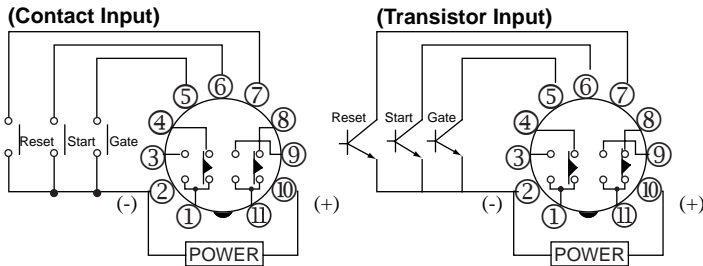 (Contact Input) (Transistor Input)
⑥ ⑥
⑤ ⑦ ⑤ ⑦
④ ⑧ Reset Start Gate ④ ⑧
Reset Start Gate ③ ⑨ ③ ⑨
② ⑩ ② ⑩
(-) ① ⑪ (+) (-) ① ⑪ (+)
POWER POWER